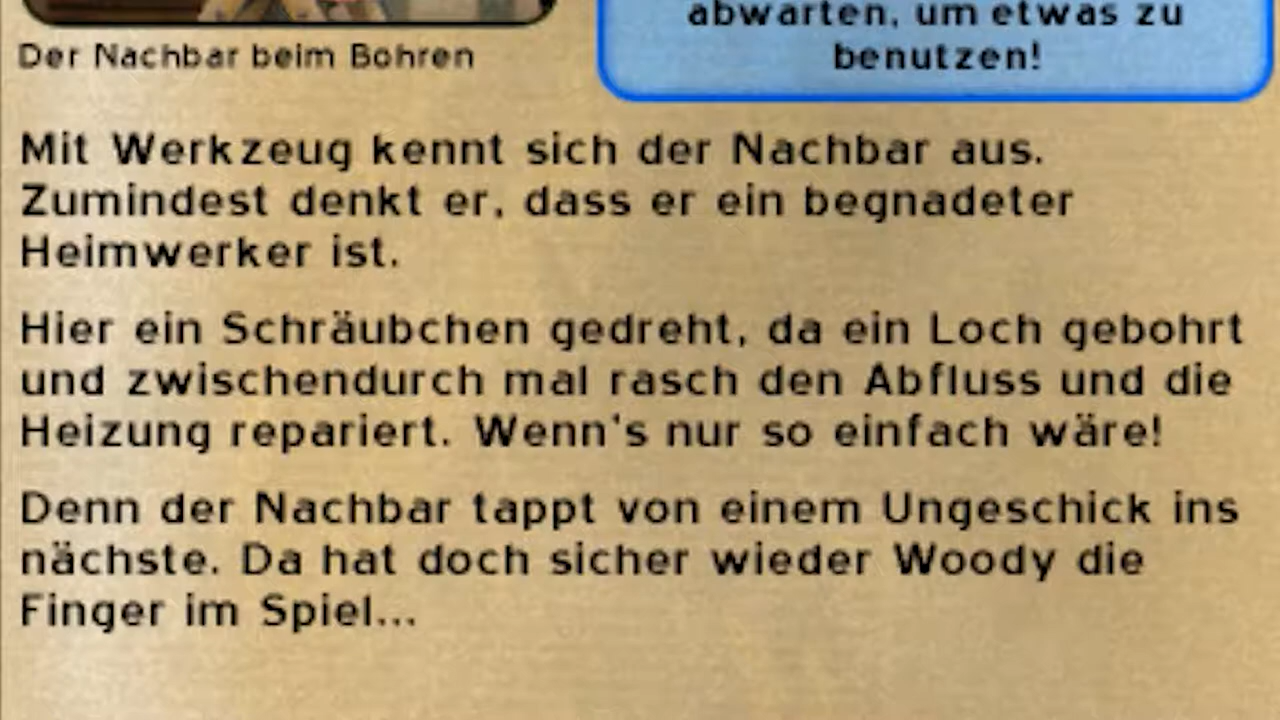 abwarten, um etwas zu
benutzen!
Der Nachbar beim Bohren
Mit Werkzeug kennt sich der Nachbar aus.
Zumindest denkt er, dass er ein begnadeter
Heimwerker ist.
Hier ein Schräubchen gedreht, da ein Loch gebohrt
und zwischendurch mal rasch den Abfluss und die
Heizung repariert. Wenn's nur so einfach wäre!
Denn der Nachbar tappt von einem Ungeschick ins
nächste. Da hat doch sicher wieder Woody die
Finger im Spiel...